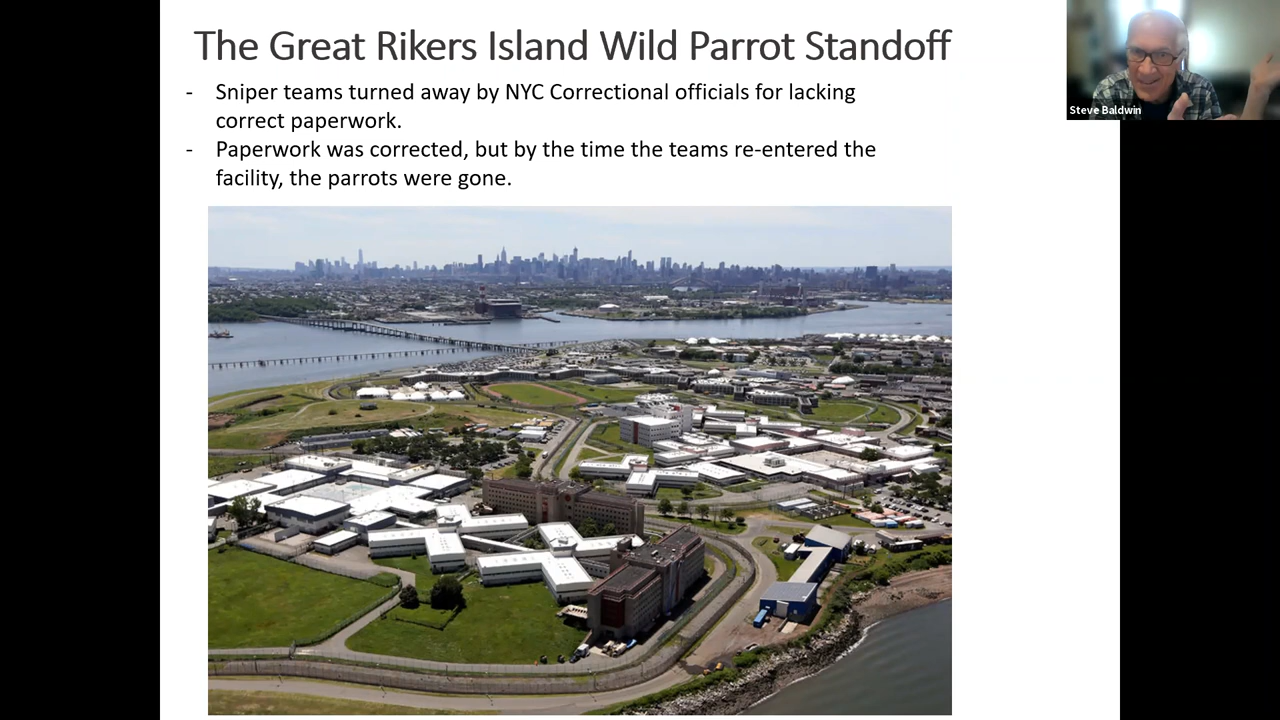 The Great Rikers Island Wild Parrot Standoff
- Sniper teams turned away by NYC Correctional officials for lacking
correct paperwork.
- Paperwork was corrected, but by the time the teams re-entered the
facility, the parrots were gone.
Steve Baldwin